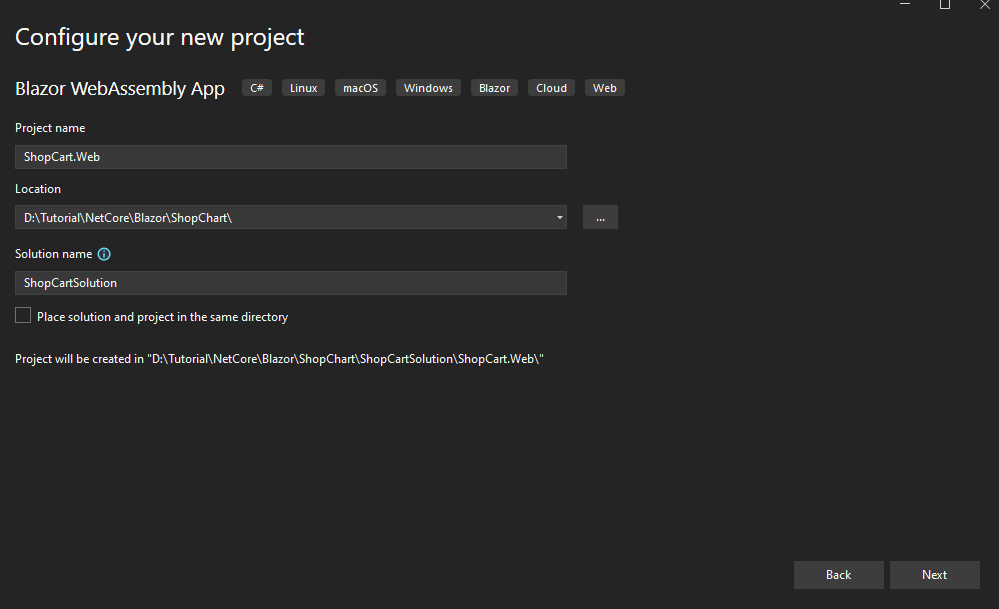 Configure your new project
Blazor WebAssembly App C# Linux macOS Windows Blazor Cloud Web
Project name
ShopCart.Web
Location
D:\Tutorial\NetCore\Blazor\ShopChart\ ...
Solution name
ShopCartSolution
Place solution and project in the same directory
Project will be created in "D:\Tutorial\NetCore\Blazor\ShopChart\ShopCartSolution\ShopCart.Web\"
Back Next